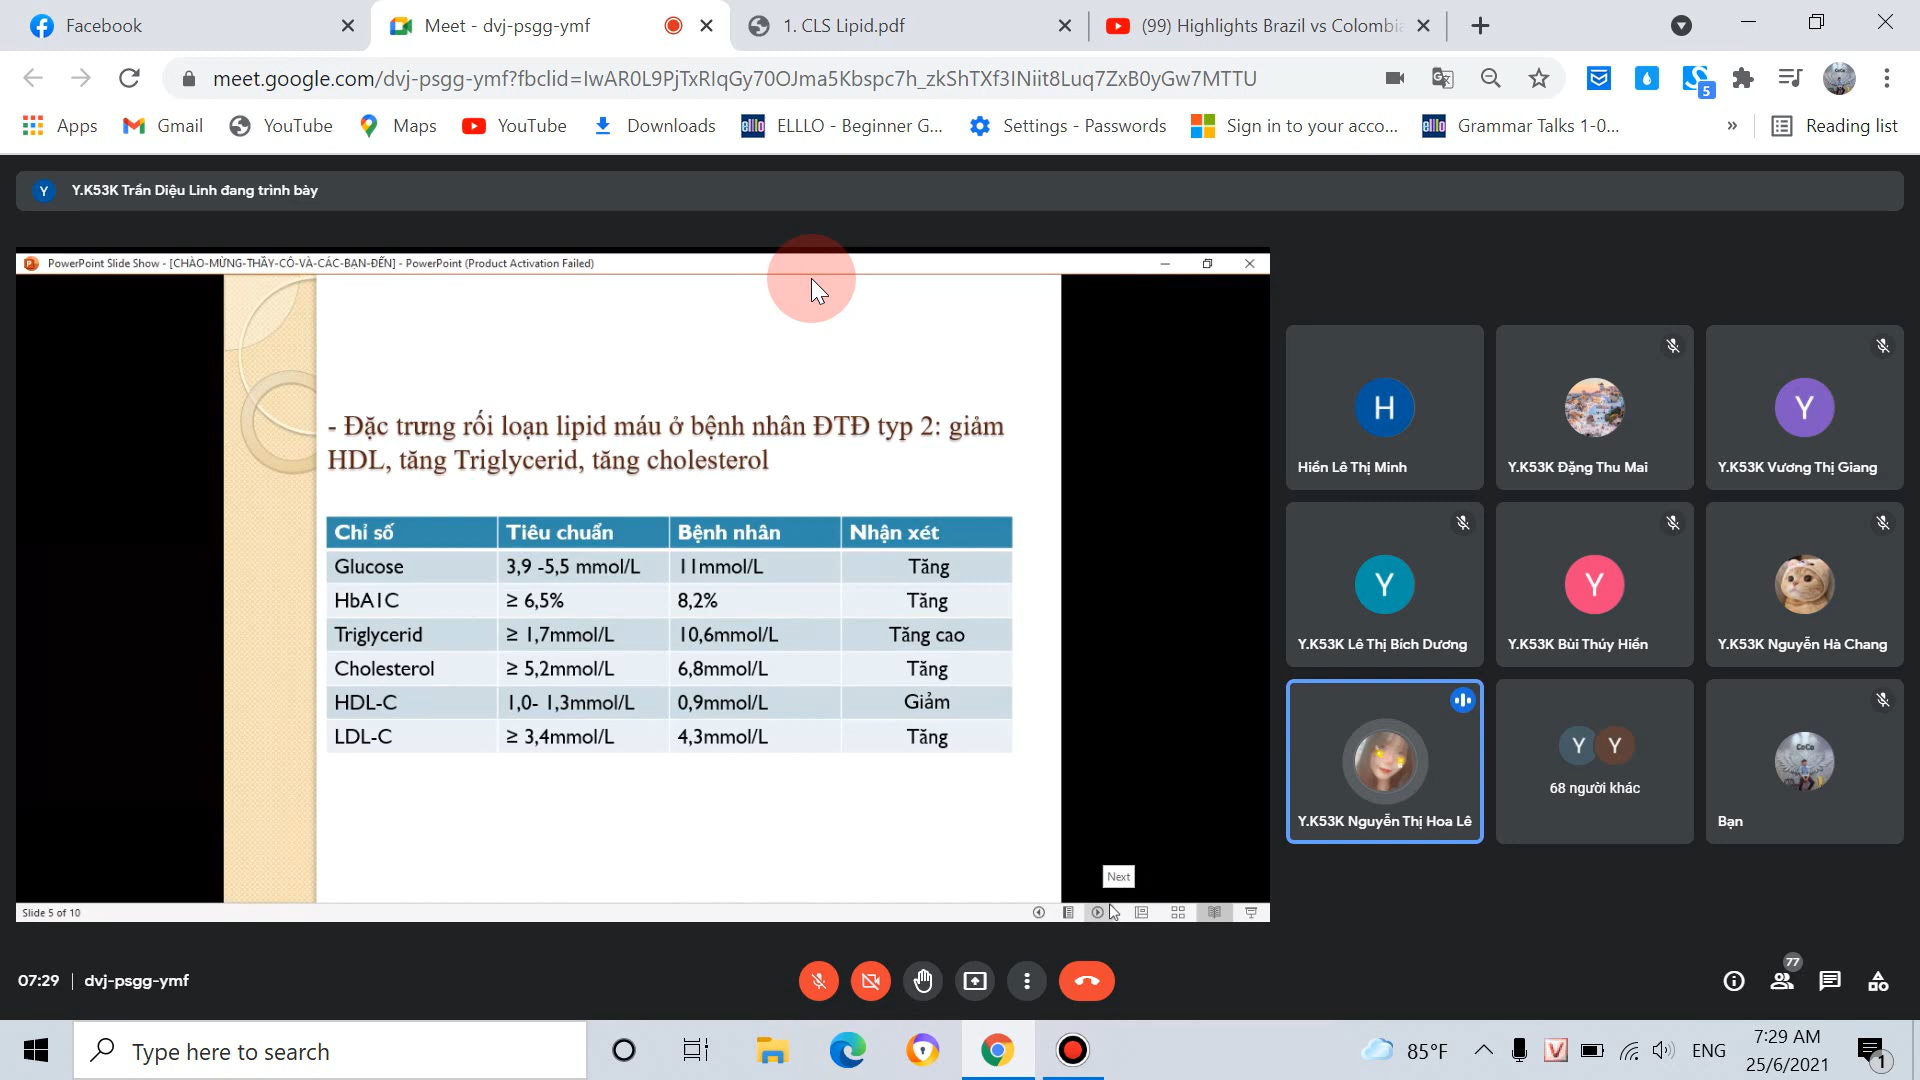 Facebook
Meet - dvj-psgg-ymf
1. CLS Lipid.pdf
(99) Highlights Brazil vs Colombia
meet.google.com/dvj-psgg-ymf?fbclid=IwAR0L9PjTxRIqGy70OJma5Kbspc7h_zkShTXf3INiit8Luq7ZxB0yGw7MTTU
5
Apps
Gmail
YouTube
Maps
YouTube
Downloads
elllo
ELLLO - Beginner G...
Settings - Passwords
Sign in to your acco...
elllo
Grammar Talks 1-0...
»
Reading list
Y
Y.K53K Trần Diệu Linh đang trình bày
PowerPoint Slide Show - [CHÀO-MỪNG-THẦY-CÔ-VÀ-CÁC-BẠN-ĐẾN] - PowerPoint (Product Activation Failed)
- Đặc trưng rối loạn lipid máu ở bệnh nhân ĐTĐ typ 2: giảm
HDL, tăng Triglycerid, tăng cholesterol
Chỉ số Tiêu chuẩn Bệnh nhân Nhận xét
Glucose 3,9 -5,5 mmol/L 11mmol/L Tăng
HbA1C ≥ 6,5% 8,2% Tăng
Triglycerid ≥ 1,7mmol/L 10,6mmol/L Tăng cao
Cholesterol ≥ 5,2mmol/L 6,8mmol/L Tăng
HDL-C 1,0- 1,3mmol/L 0,9mmol/L Giảm
LDL-C ≥ 3,4mmol/L 4,3mmol/L Tăng
Next
Slide 5 of 10
H
Hiền Lê Thị Minh
Y.K53K Đặng Thu Mai
Y
Y.K53K Vương Thị Giang
Y
Y.K53K Lê Thị Bích Dương
Y
Y.K53K Bùi Thúy Hiền
Y.K53K Nguyễn Hà Chang
Y.K53K Nguyễn Thị Hoa Lê
Y Y
68 người khác
CoCo
Bạn
07:29 | dvj-psgg-ymf
77
Type here to search
85°F
V
ENG
7:29 AM
25/6/2021
1